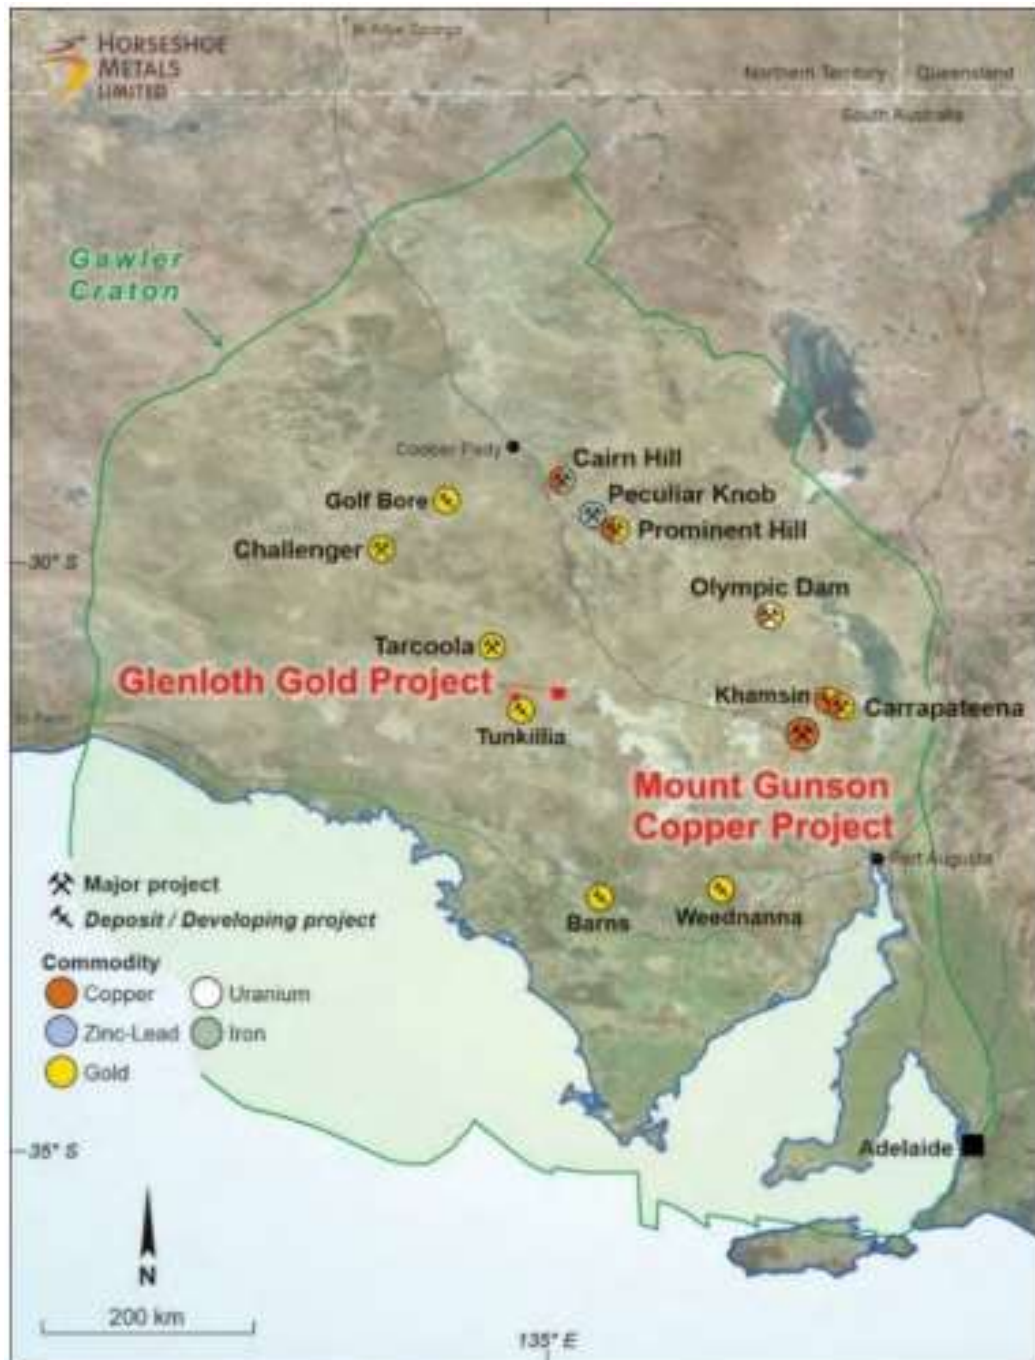 HORSESHOE
METALS
LIMITED
Northern Territory
Queensland
South Australia
Gawler
Craton
Coober Pedy
Cairn Hill
Peculiar Knob
Golf Bore
Prominent Hill
Challenger
30° S
Olympic Dam
Tarcoola
Glenloth Gold Project
Khamsin
Carrapateena
Tunkillia
Mount Gunson
Copper Project
Port Augusta
Major project
Deposit / Developing project
Barns
Weednanna
Commodity
Copper
Uranium
Zinc-Lead
Iron
Gold
35° S
Adelaide
N
200 km
135° E